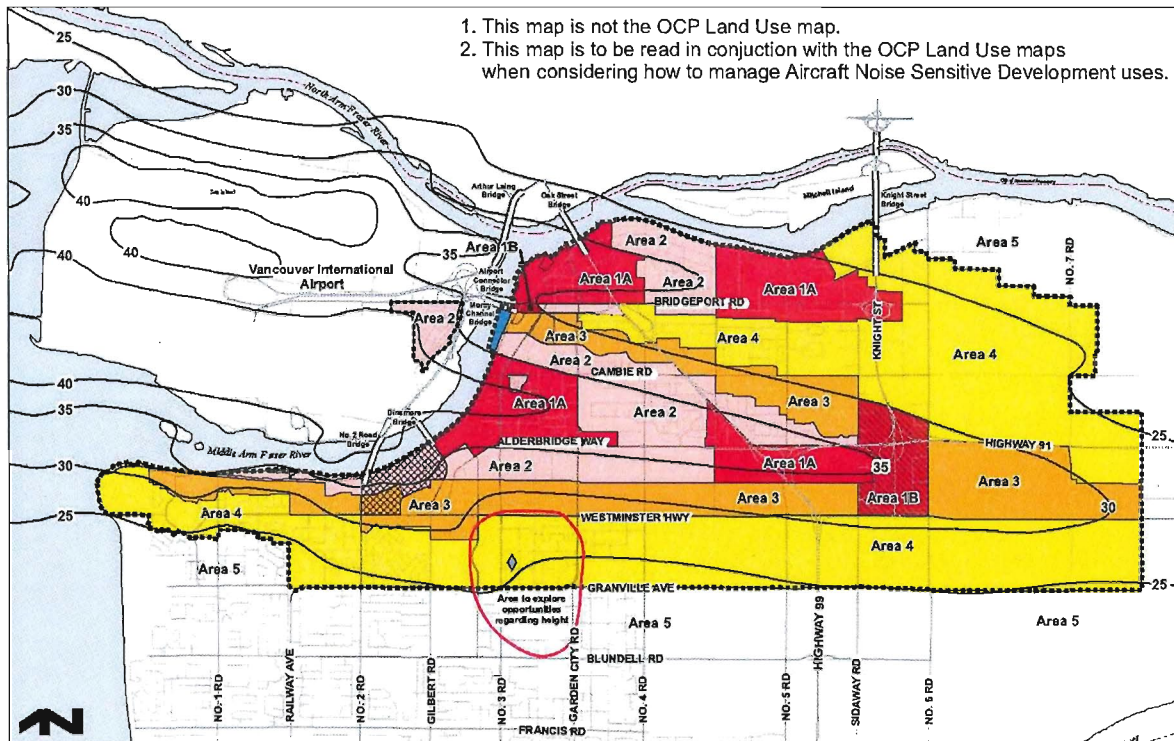 1. This map is not the OCP Land Use map.
2. This map is to be read in conjuction with the OCP Land Use maps
when considering how to manage Aircraft Noise Sensitive Development uses.
25
30
35
40
40
40
North Arm Fraser River
Sea Island
Arthur Laing
Bridge
Oak Street
Bridge
Mitchell Island
Knight Street
Bridge
Area 1B
35
Area 2
Area 5
NO. 7 RD
Vancouver International
Airport
Airport
Connector
Bridge
Area 1A
Area 2
Area 1A
BRIDGEPORT RD
KNIGHT ST
Area 2
Moray
Channel
Bridge
Area 3
Area 4
Area 4
Area 2
CAMBIE RD
40
35
Area 1A
Area 2
Area 3
Dinsmore
Bridge
No. 2 Road
Bridge
ALDERBRIDGE WAY
HIGHWAY 91
25
Middle Arm Fraser River
30
Area 2
Area 1A
35
Area 3
Area 3
Area 3
Area 1B
30
25
Area 4
WESTMINSTER HWY
Area 4
Area 5
GRANVILLE AVE
25
Area to explore
opportunities
regarding height
Area 5
Area 5
BLUNDELL RD
NO. 1 RD
RAILWAY AVE
NO. 2 RD
GILBERT RD
NO. 3 RD
GARDEN CITY RD
NO. 4 RD
NO. 5 RD
HIGHWAY 99
SIDAWAY RD
NO. 6 RD
FRANCIS RD
N